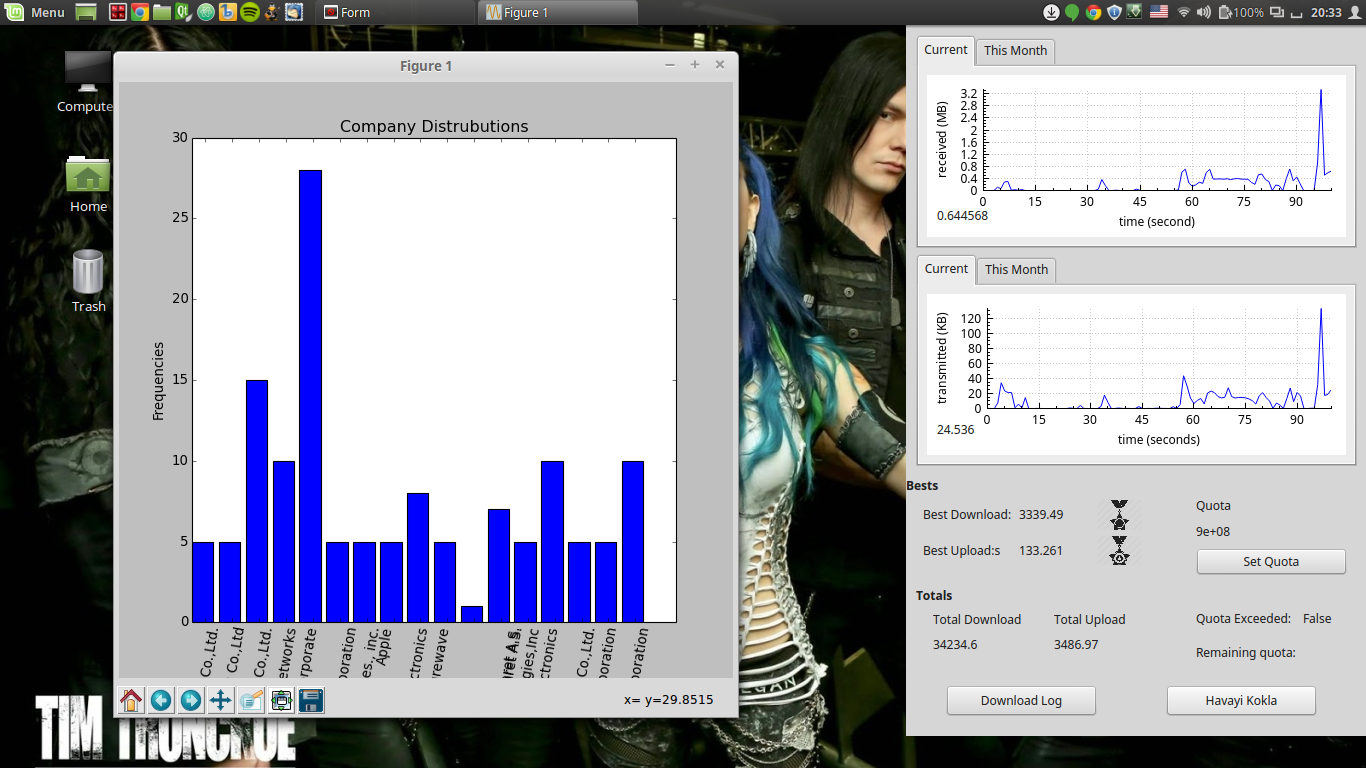 Menu
Form
Figure 1
100%
20:33
Compute
Home
Trash
Figure 1
Company Distrubutions
Frequencies
30
25
20
15
10
5
0
Co.,Ltd.
Co.,Ltd
Co.,Ltd.
etworks
rporate
oration
es., inc.
Apple
ctronics
rewave
gies,Inc
ctronics
Co.,Ltd.
oration
oration
x= y=29.8515
Current
This Month
received (MB)
3.2
2.8
2.4
2
1.6
1.2
0.8
0.4
0
0 15 30 45 60 75 90
0.644568
time (second)
Current
This Month
transmitted (KB)
120
100
80
60
40
20
0
0 15 30 45 60 75 90
24.536
time (seconds)
Bests
Best Download: 3339.49
Best Upload:s 133.261
Quota
9e+08
Set Quota
Totals
Total Download Total Upload
34234.6 3486.97
Quota Exceeded: False
Remaining quota:
Download Log
Havayi Kokla
TIM